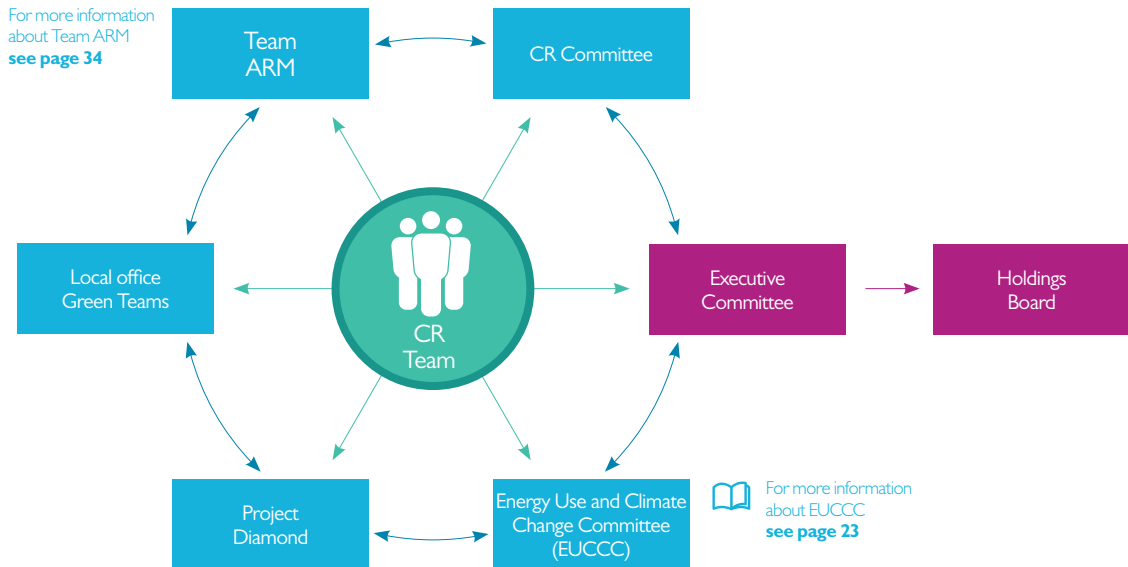 For more information
about Team ARM
see page 34
Team
ARM
CR Committee
CR
Team
Local office
Green Teams
Executive
Committee
Holdings
Board
Project
Diamond
Energy Use and Climate
Change Committee
(EUCCC)
For more information
about EUCCC
see page 23